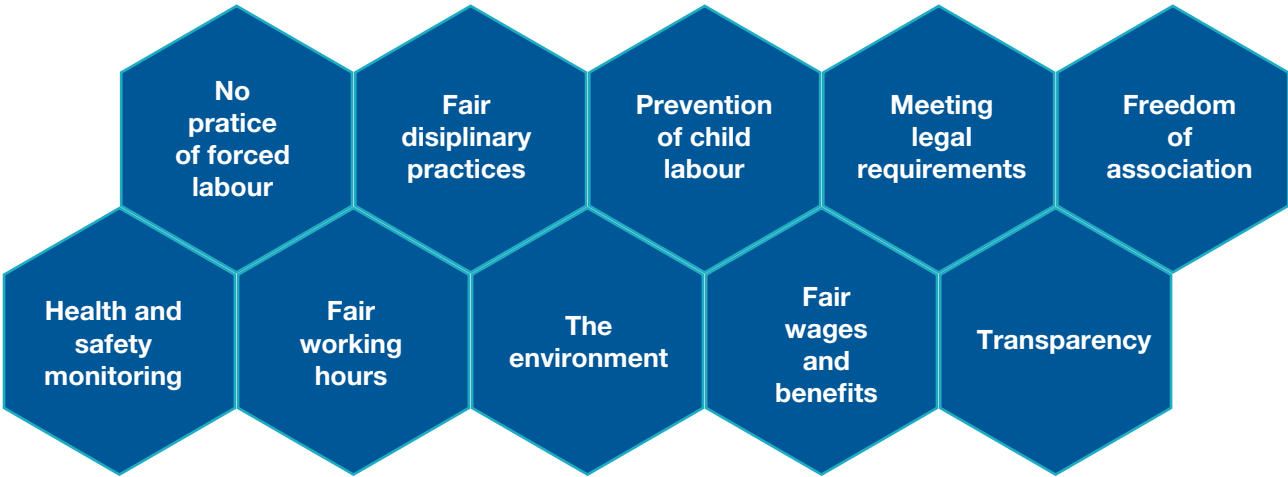 No
pratice
of forced
labour
Fair
disiplinary
practices
Prevention
of child
labour
Meeting
legal
requirements
Freedom
of
association
Health and
safety
monitoring
Fair
working
hours
The
environment
Fair
wages
and
benefits
Transparency